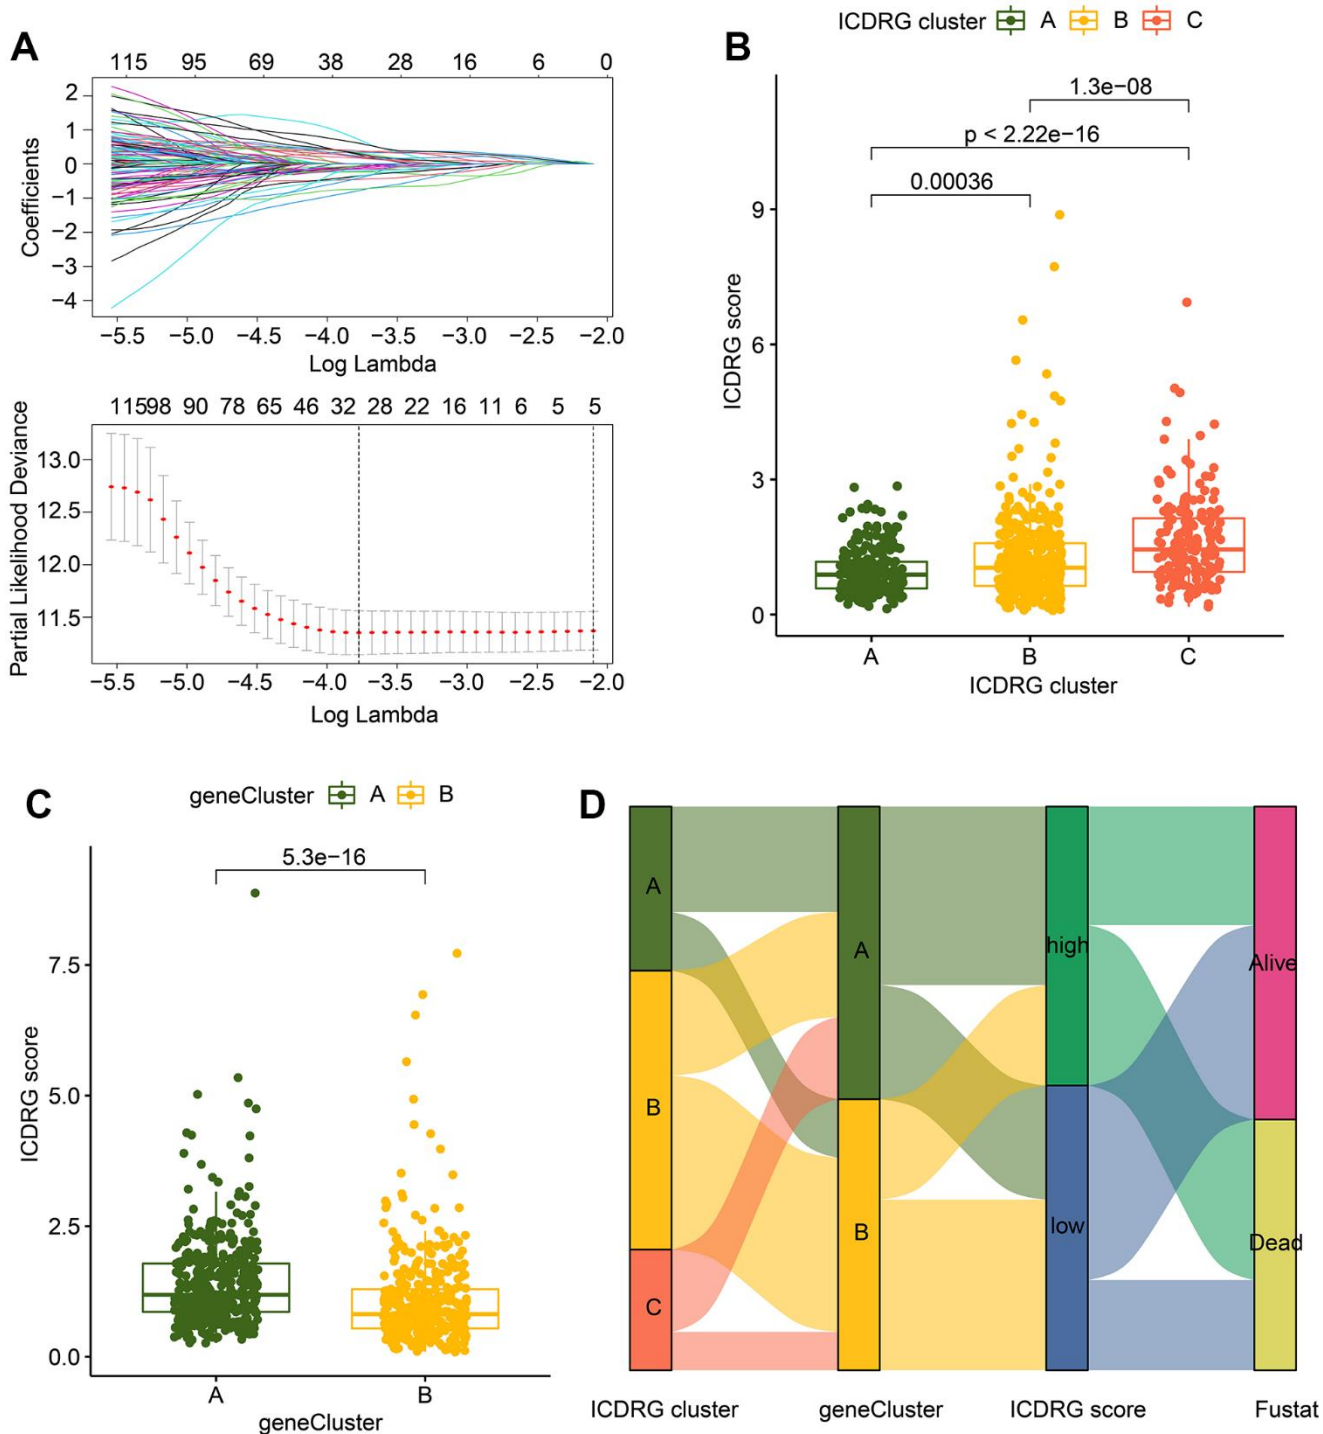 A
115 95 69 38 28 16 6 0
2
1
0
−1
−2
−3
−4
Coefficients
−5.5 −5.0 −4.5 −4.0 −3.5 −3.0 −2.5 −2.0
Log Lambda
115 98 90 78 65 46 32 28 22 16 11 6 5 5
13.0
12.5
12.0
11.5
Partial Likelihood Deviance
−5.5 −5.0 −4.5 −4.0 −3.5 −3.0 −2.5 −2.0
Log Lambda
B
ICDRG cluster A B C
1.3e−08
p < 2.22e−16
0.00036
9
6
3
0
ICDRG score
A B C
ICDRG cluster
C
geneCluster A B
5.3e−16
7.5
5.0
2.5
0.0
ICDRG score
A B
geneCluster
D
A
B
C
A
B
high
low
Alive
Dead
ICDRG cluster geneCluster ICDRG score Fustat